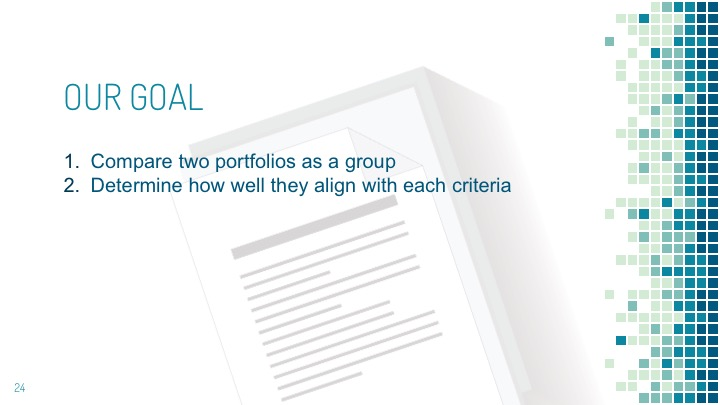 OUR GOAL
1. Compare two portfolios as a group
2. Determine how well they align with each criteria
24